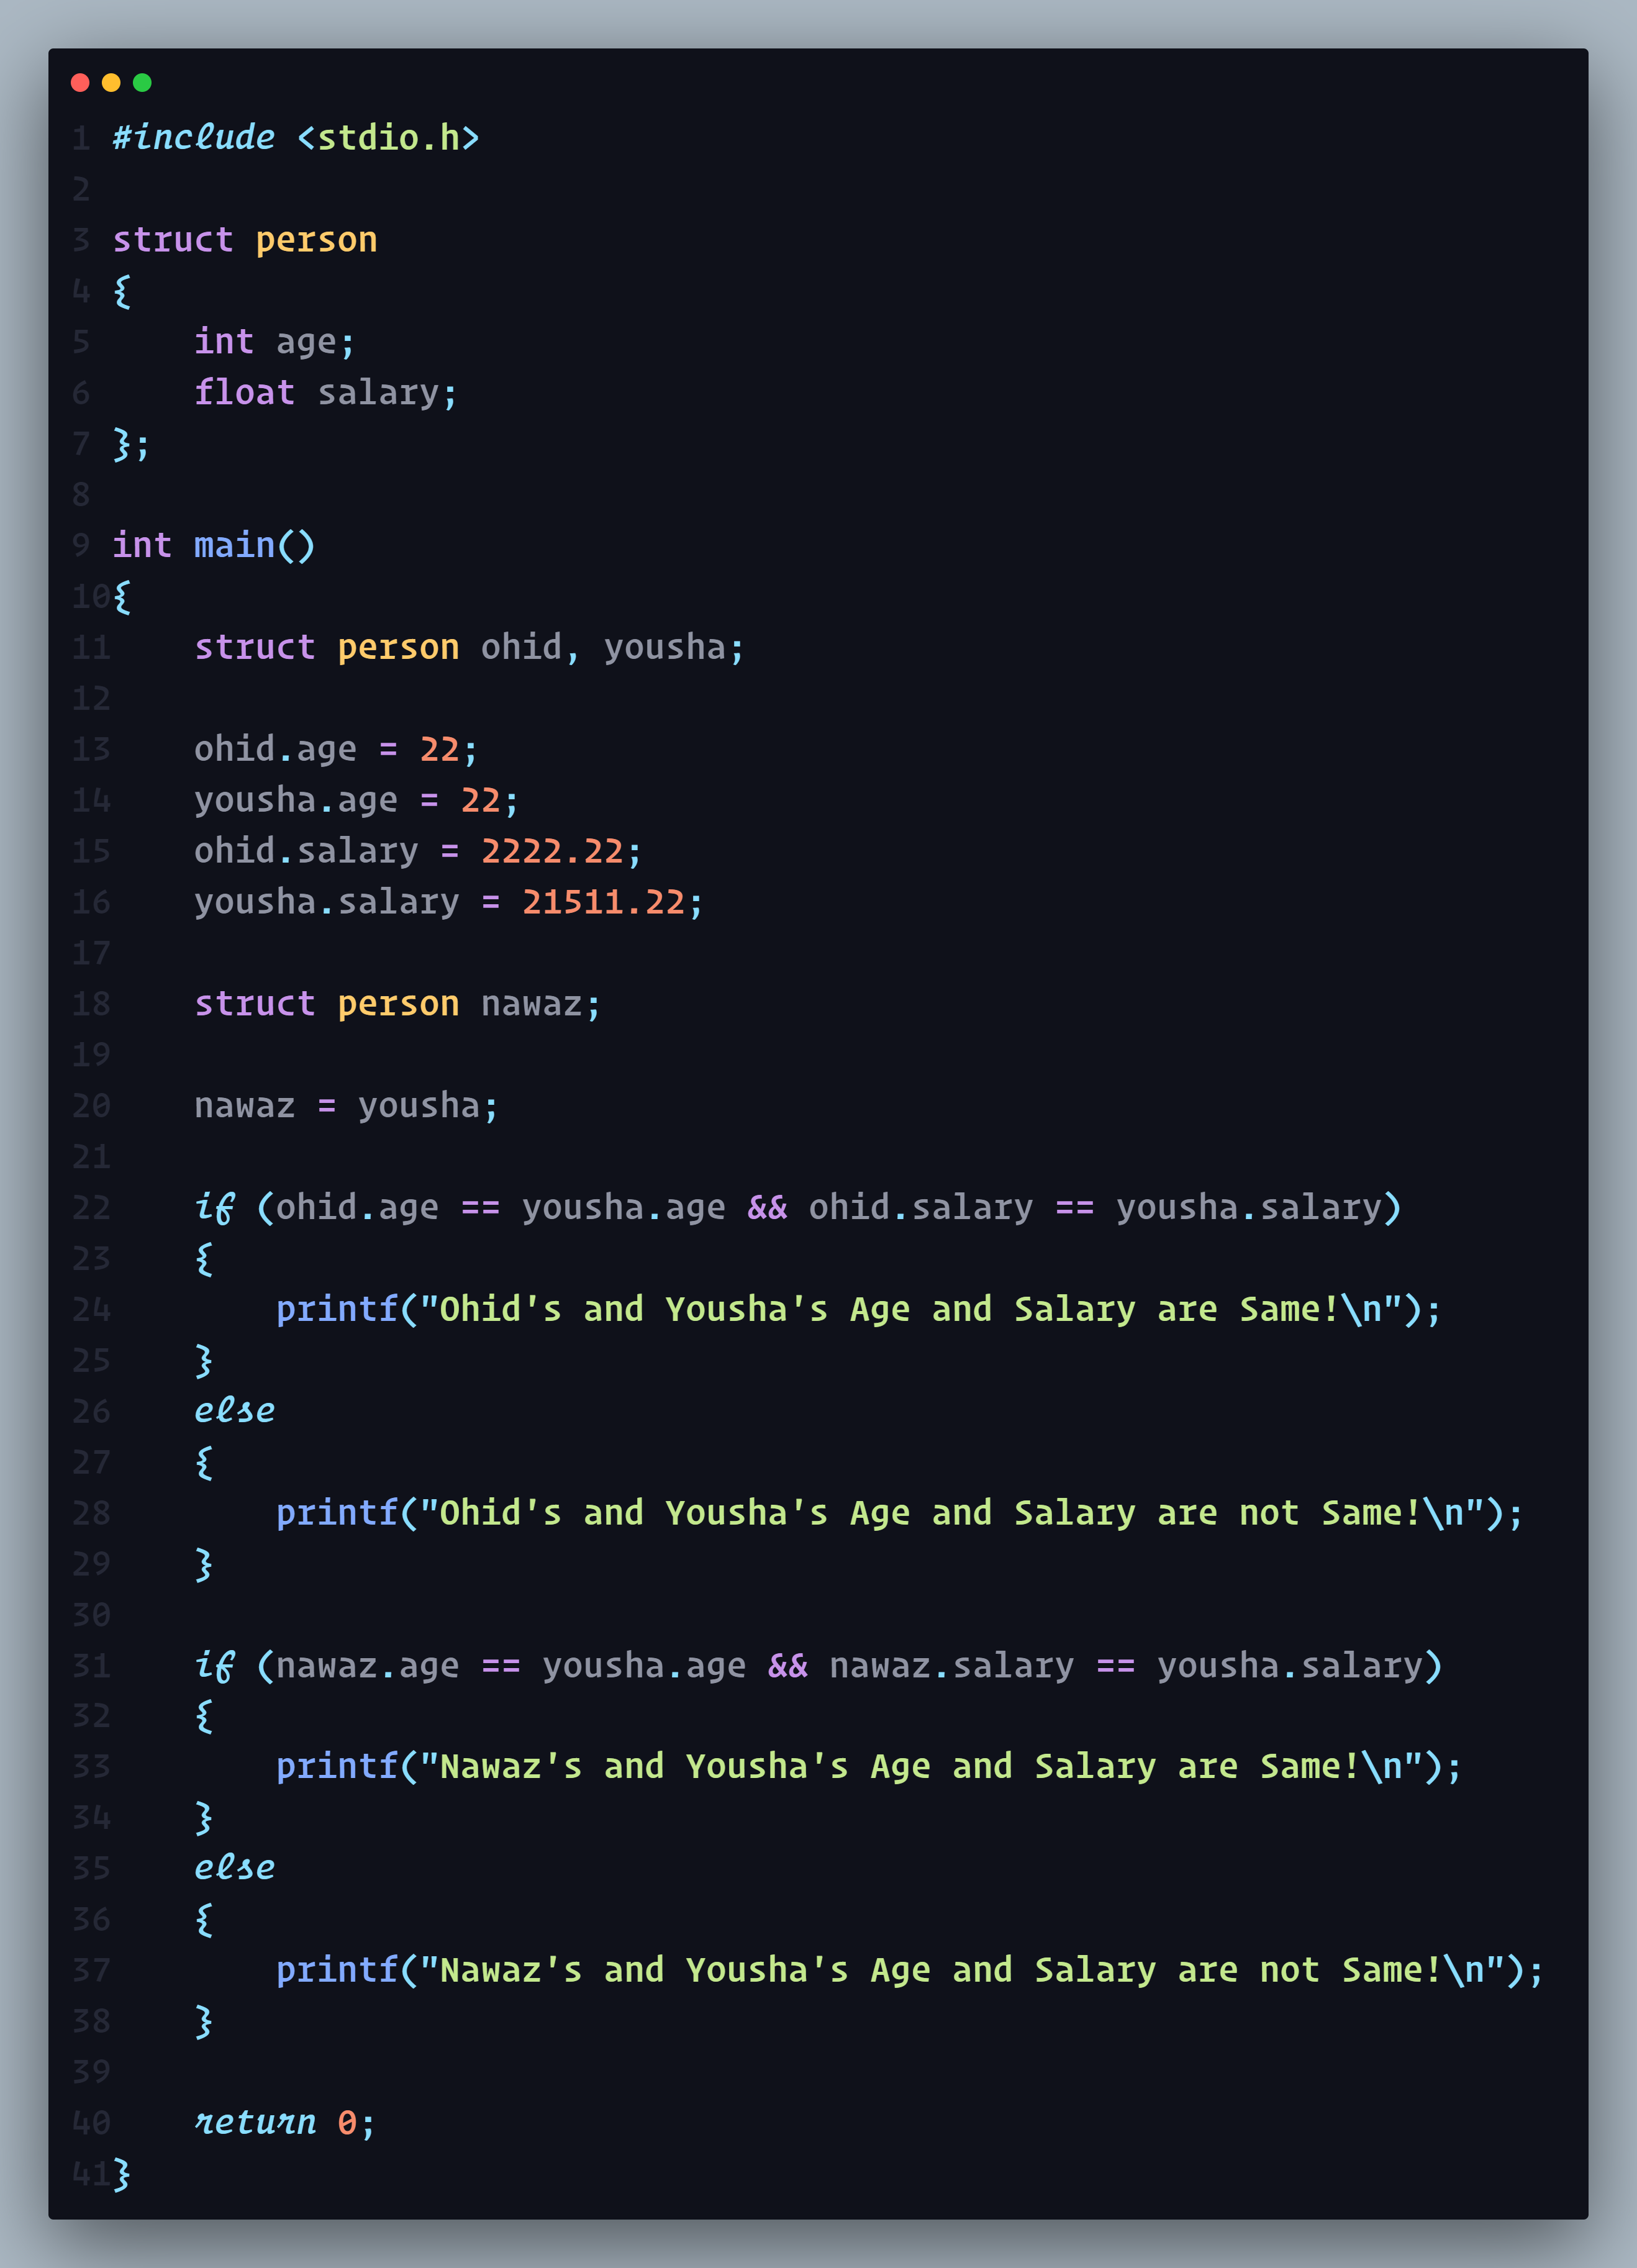 1 #include <stdio.h>
2
3 struct person
4 {
5     int age;
6     float salary;
7 };
8
9 int main()
10{
11    struct person ohid, yousha;
12
13    ohid.age = 22;
14    yousha.age = 22;
15    ohid.salary = 2222.22;
16    yousha.salary = 21511.22;
17
18    struct person nawaz;
19
20    nawaz = yousha;
21
22    if (ohid.age == yousha.age && ohid.salary == yousha.salary)
23    {
24        printf("Ohid's and Yousha's Age and Salary are Same!\n");
25    }
26    else
27    {
28        printf("Ohid's and Yousha's Age and Salary are not Same!\n");
29    }
30
31    if (nawaz.age == yousha.age && nawaz.salary == yousha.salary)
32    {
33        printf("Nawaz's and Yousha's Age and Salary are Same!\n");
34    }
35    else
36    {
37        printf("Nawaz's and Yousha's Age and Salary are not Same!\n");
38    }
39
40    return 0;
41}